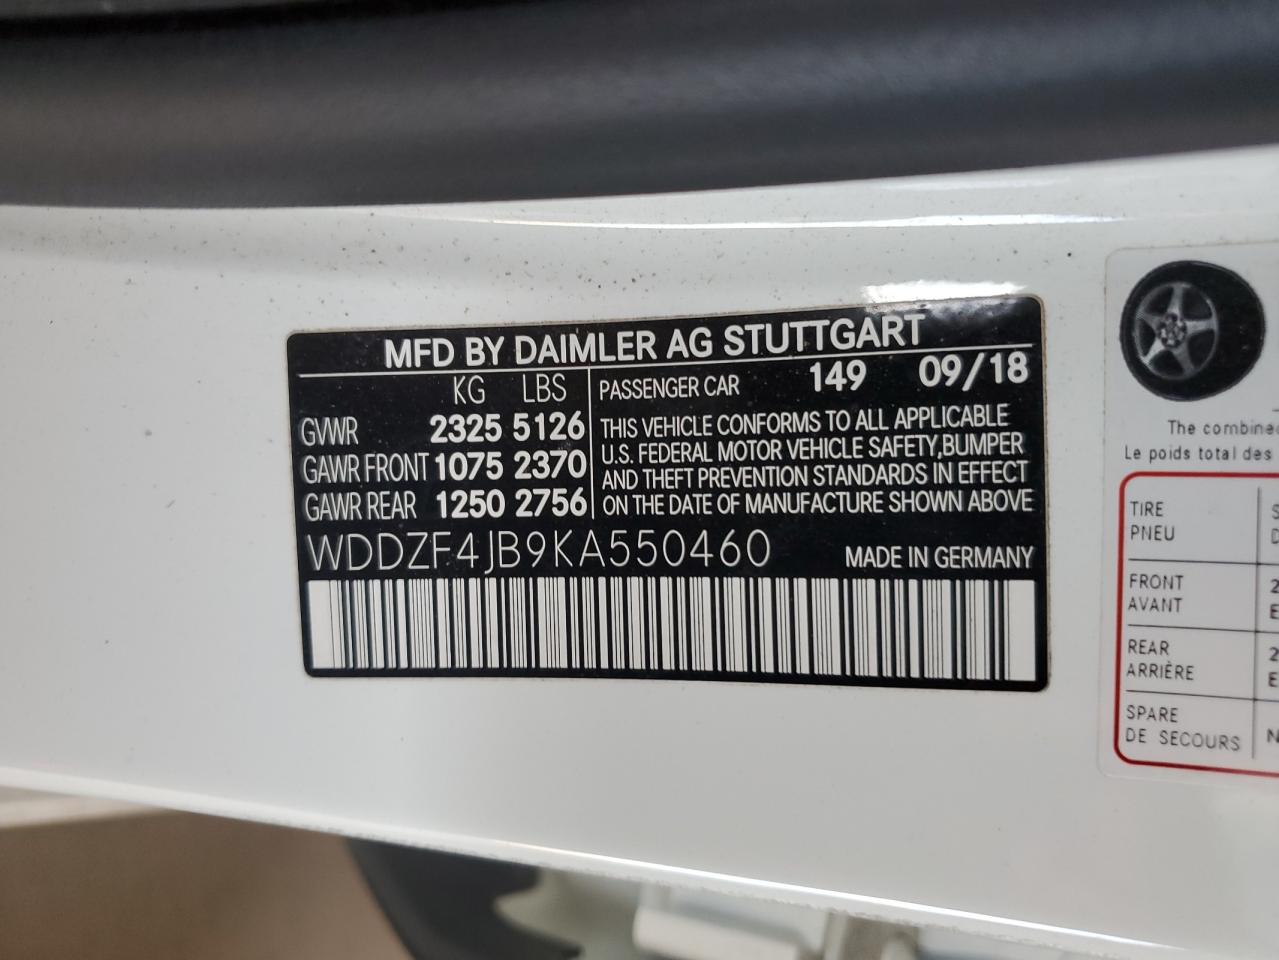 MFD BY DAIMLER AG STUTTGART
KG LBS PASSENGER CAR 149 09/18
GVWR 2325 5126
GAWR FRONT 1075 2370
GAWR REAR 1250 2756
THIS VEHICLE CONFORMS TO ALL APPLICABLE
U.S. FEDERAL MOTOR VEHICLE SAFETY, BUMPER
AND THEFT PREVENTION STANDARDS IN EFFECT
ON THE DATE OF MANUFACTURE SHOWN ABOVE
WDDZF4JB9KA550460 MADE IN GERMANY
The combined
Le poids total des
TIRE
PNEU
FRONT
AVANT
REAR
ARRIÈRE
SPARE
DE SECOURS